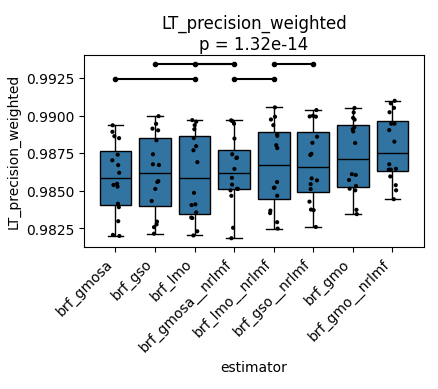 LT_precision_weighted
p = 1.32e-14
LT_precision_weighted
0.9925
0.9900
0.9875
0.9850
0.9825
brf_gmosa
brf_gso
brf_lmo
brf_gmosa__nrlmf
brf_lmo__nrlmf
brf_gso__nrlmf
brf_gmo
brf_gmo__nrlmf
estimator